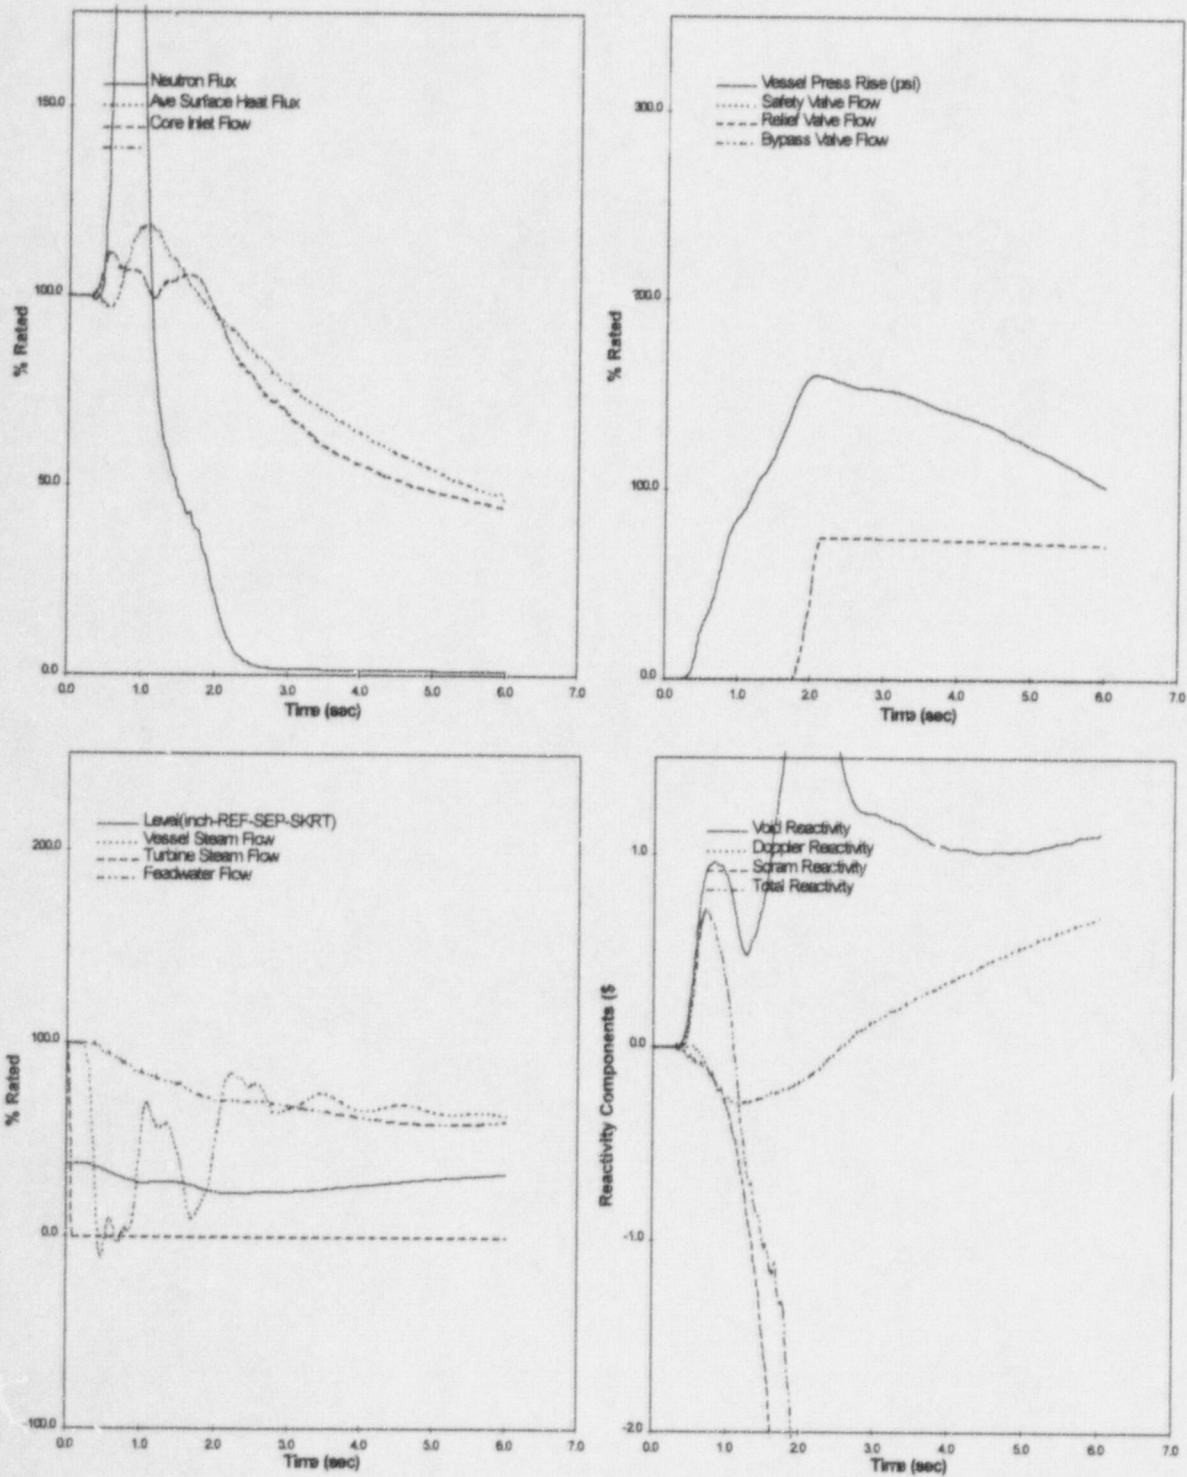 Neutron Flux
Ave Surface Heat Flux
Core Inlet Flow
150.0
100.0
50.0
0.0
% Rated
0.0 1.0 2.0 3.0 4.0 5.0 6.0 7.0
Time (sec)
Vessel Press Rise (psi)
Safety Valve Flow
Relief Valve Flow
Bypass Valve Flow
300.0
200.0
100.0
0.0
% Rated
0.0 1.0 2.0 3.0 4.0 5.0 6.0 7.0
Time (sec)
Level(inch-REF-SEP-SKRT)
Vessel Steam Flow
Turbine Steam Flow
Feedwater Flow
200.0
100.0
0.0
-100.0
% Rated
0.0 1.0 2.0 3.0 4.0 5.0 6.0 7.0
Time (sec)
Void Reactivity
Doppler Reactivity
Scram Reactivity
Total Reactivity
1.0
0.0
-1.0
-2.0
Reactivity Components ($
0.0 1.0 2.0 3.0 4.0 5.0 6.0 7.0
Time (sec)